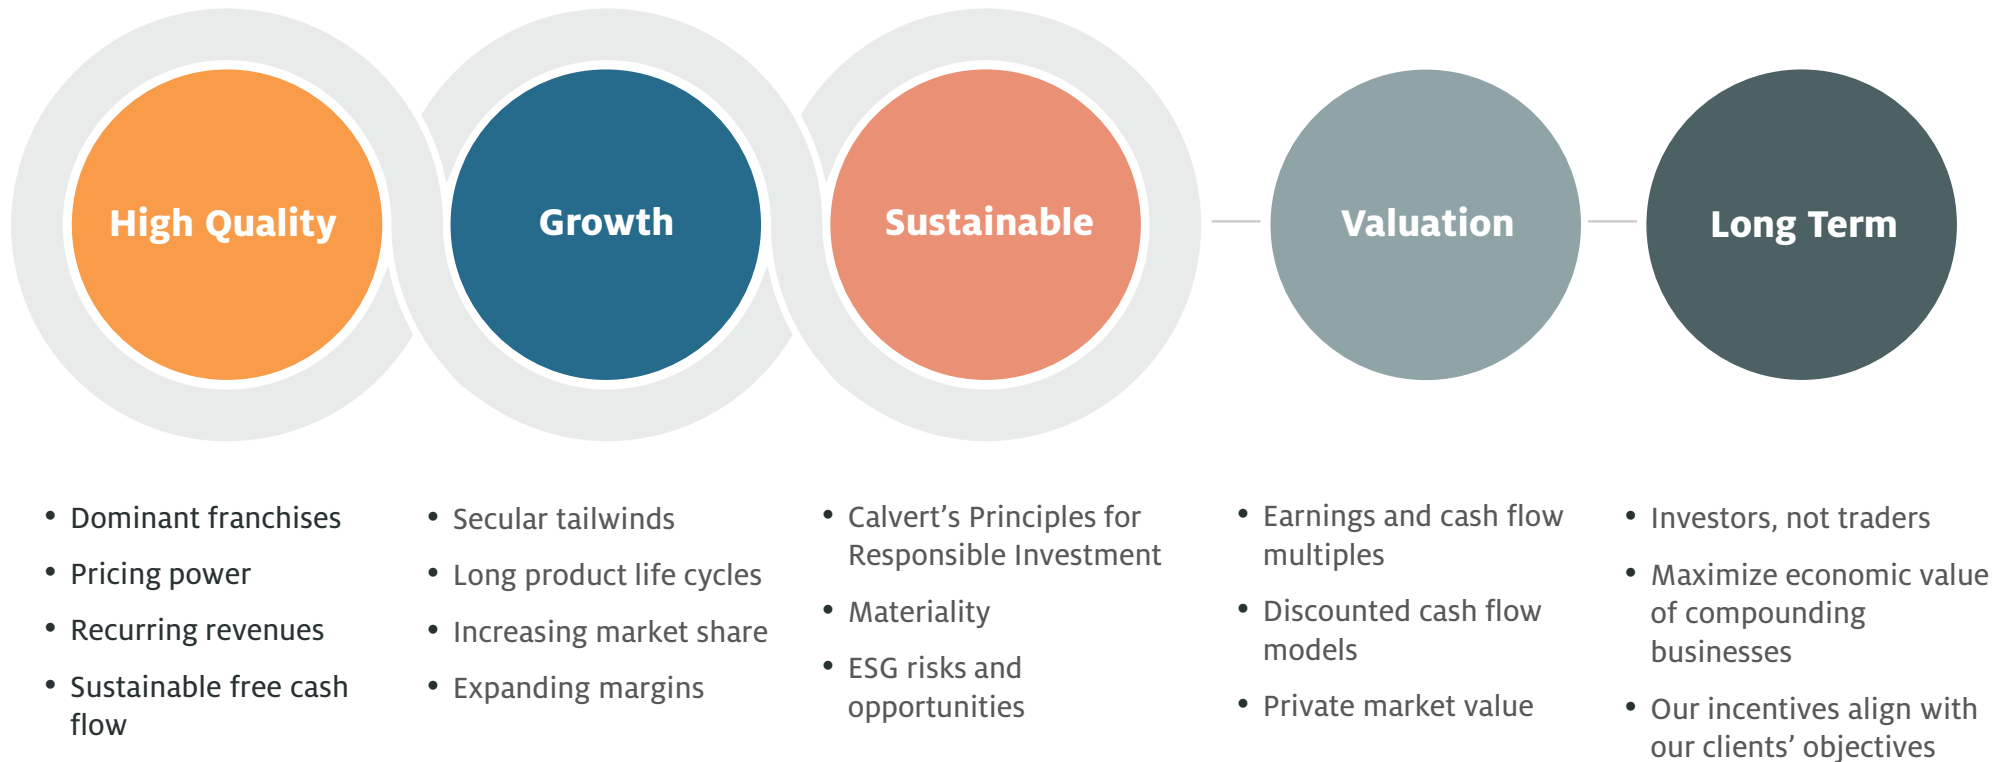 High Quality
Growth
Sustainable
Valuation
Long Term
• Dominant franchises
• Pricing power
• Recurring revenues
• Sustainable free cash
flow
• Secular tailwinds
• Long product life cycles
• Increasing market share
• Expanding margins
• Calvert’s Principles for
Responsible Investment
• Materiality
• ESG risks and
opportunities
• Earnings and cash flow
multiples
• Discounted cash flow
models
• Private market value
• Investors, not traders
• Maximize economic value
of compounding
businesses
• Our incentives align with
our clients’ objectives